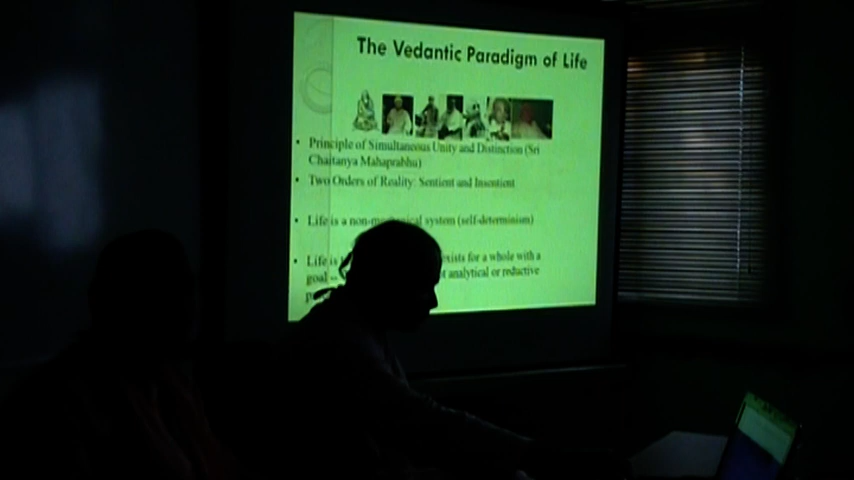 The Vedantic Paradigm of Life
• Principle of Simultaneous Unity and Distinction (Sri
Chaitanya Mahaprabhu)
• Two Orders of Reality: Sentient and Insentient
• Life is a non-mechanical system (self-determinism)
• Life is exists for a whole with a
goal -- analytical or reductive